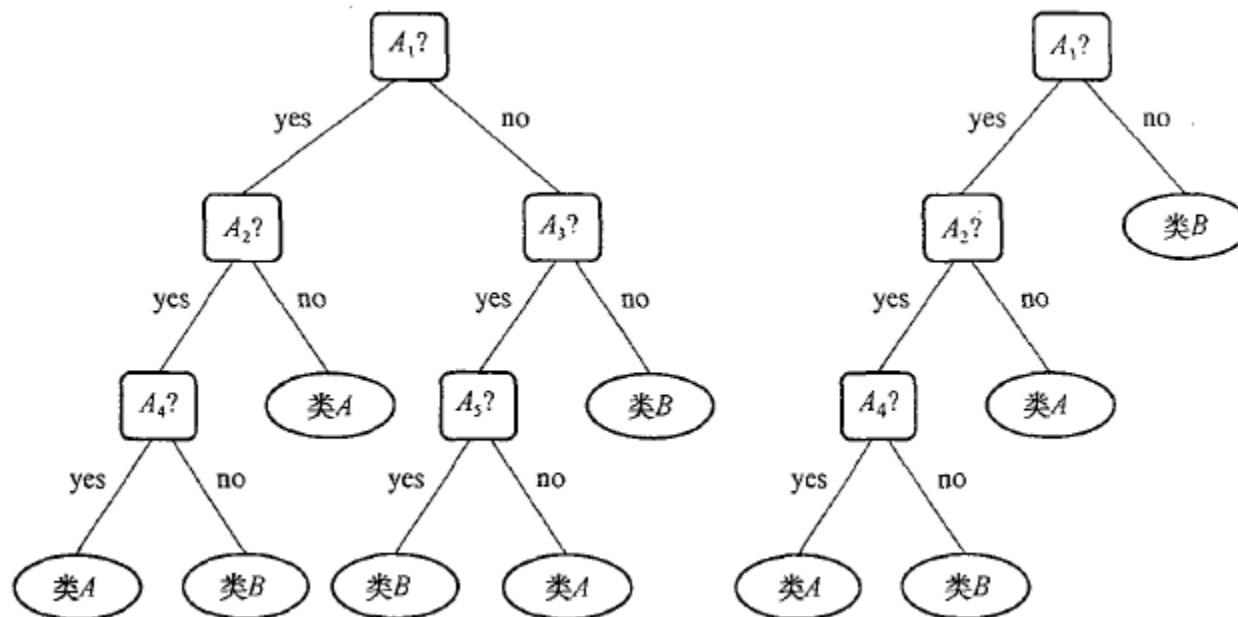 A₁? A₁?
yes no yes no
A₂? A₃? A₂? 类B
yes no yes no yes no
A₄? 类A A₅? 类B A₄? 类A
yes no yes no yes no
类A 类B 类B 类A 类A 类B